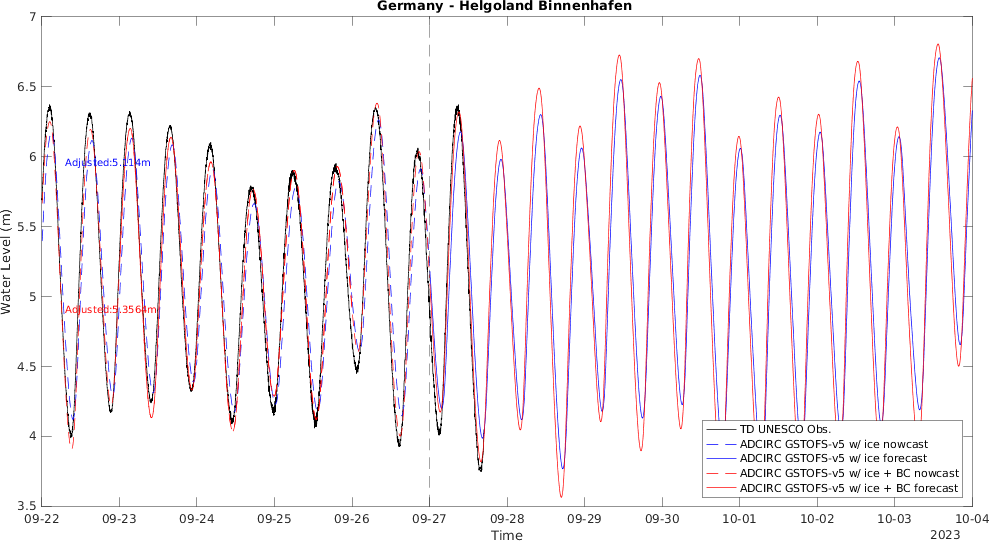 Germany - Helgoland Binnenhafen
7
6.5
6
5.5
5
4.5
4
3.5
Water Level (m)
Adjusted:5.114m
Adjusted:5.3564m
TD UNESCO Obs.
ADCIRC GSTOFS-v5 w/ ice nowcast
ADCIRC GSTOFS-v5 w/ ice forecast
ADCIRC GSTOFS-v5 w/ ice + BC nowcast
ADCIRC GSTOFS-v5 w/ ice + BC forecast
09-22 09-23 09-24 09-25 09-26 09-27 09-28 09-29 09-30 10-01 10-02 10-03 10-04
Time
2023